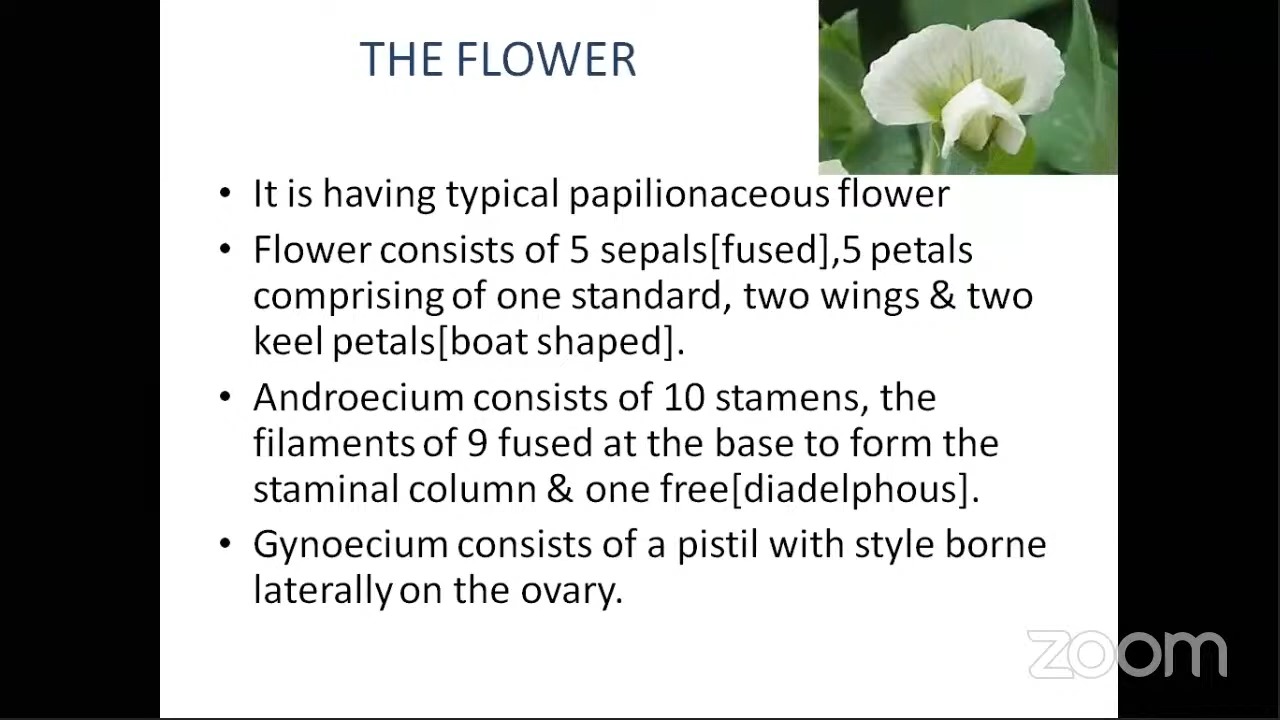 THE FLOWER
• It is having typical papilionaceous flower
• Flower consists of 5 sepals[fused],5 petals
comprising of one standard, two wings & two
keel petals[boat shaped].
• Androecium consists of 10 stamens, the
filaments of 9 fused at the base to form the
staminal column & one free[diadelphous].
• Gynoecium consists of a pistil with style borne
laterally on the ovary.
zoom